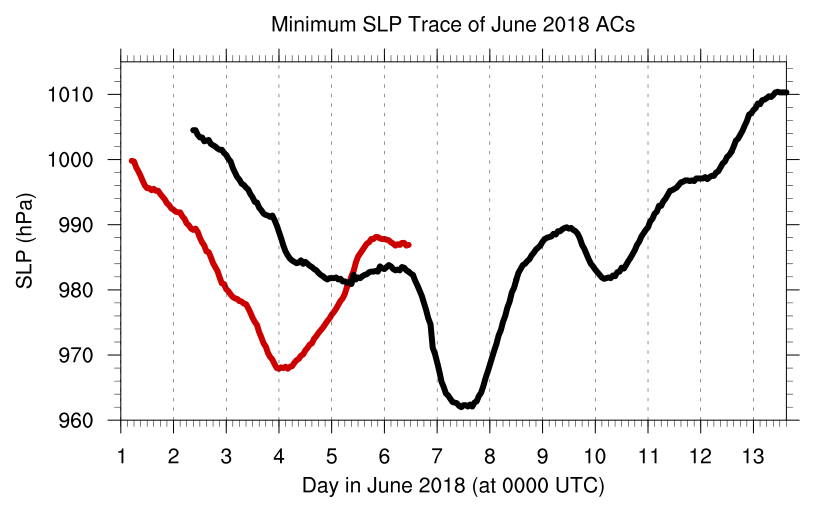 Minimum SLP Trace of June 2018 ACs
1010
1000
990
980
970
960
SLP (hPa)
1 2 3 4 5 6 7 8 9 10 11 12 13
Day in June 2018 (at 0000 UTC)